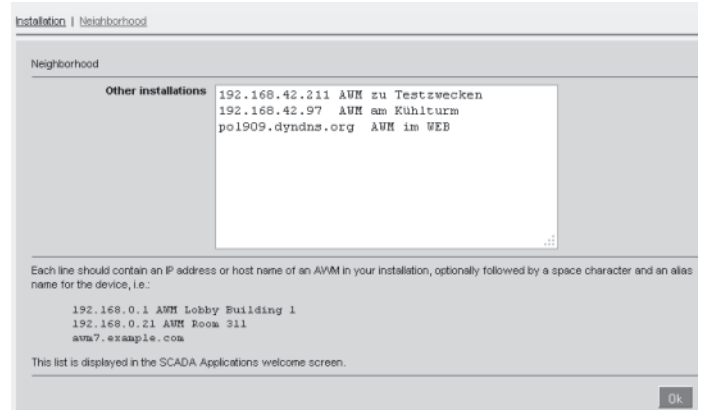 Installation | Neighborhood
Neighborhood
Other installations
192.168.42.211 AWM zu Testzwecken
192.168.42.97 AWM am Kühlturm
pol909.dyndns.org AWM im WEB
Each line should contain an IP address or host name of an AWM in your installation, optionally followed by a space character and an alias
name for the device, i.e.:
192.168.0.1 AWM Lobby Building 1
192.168.0.21 AWM Room 311
awm7.example.com
This list is displayed in the SCADA Applications welcome screen.
Ok